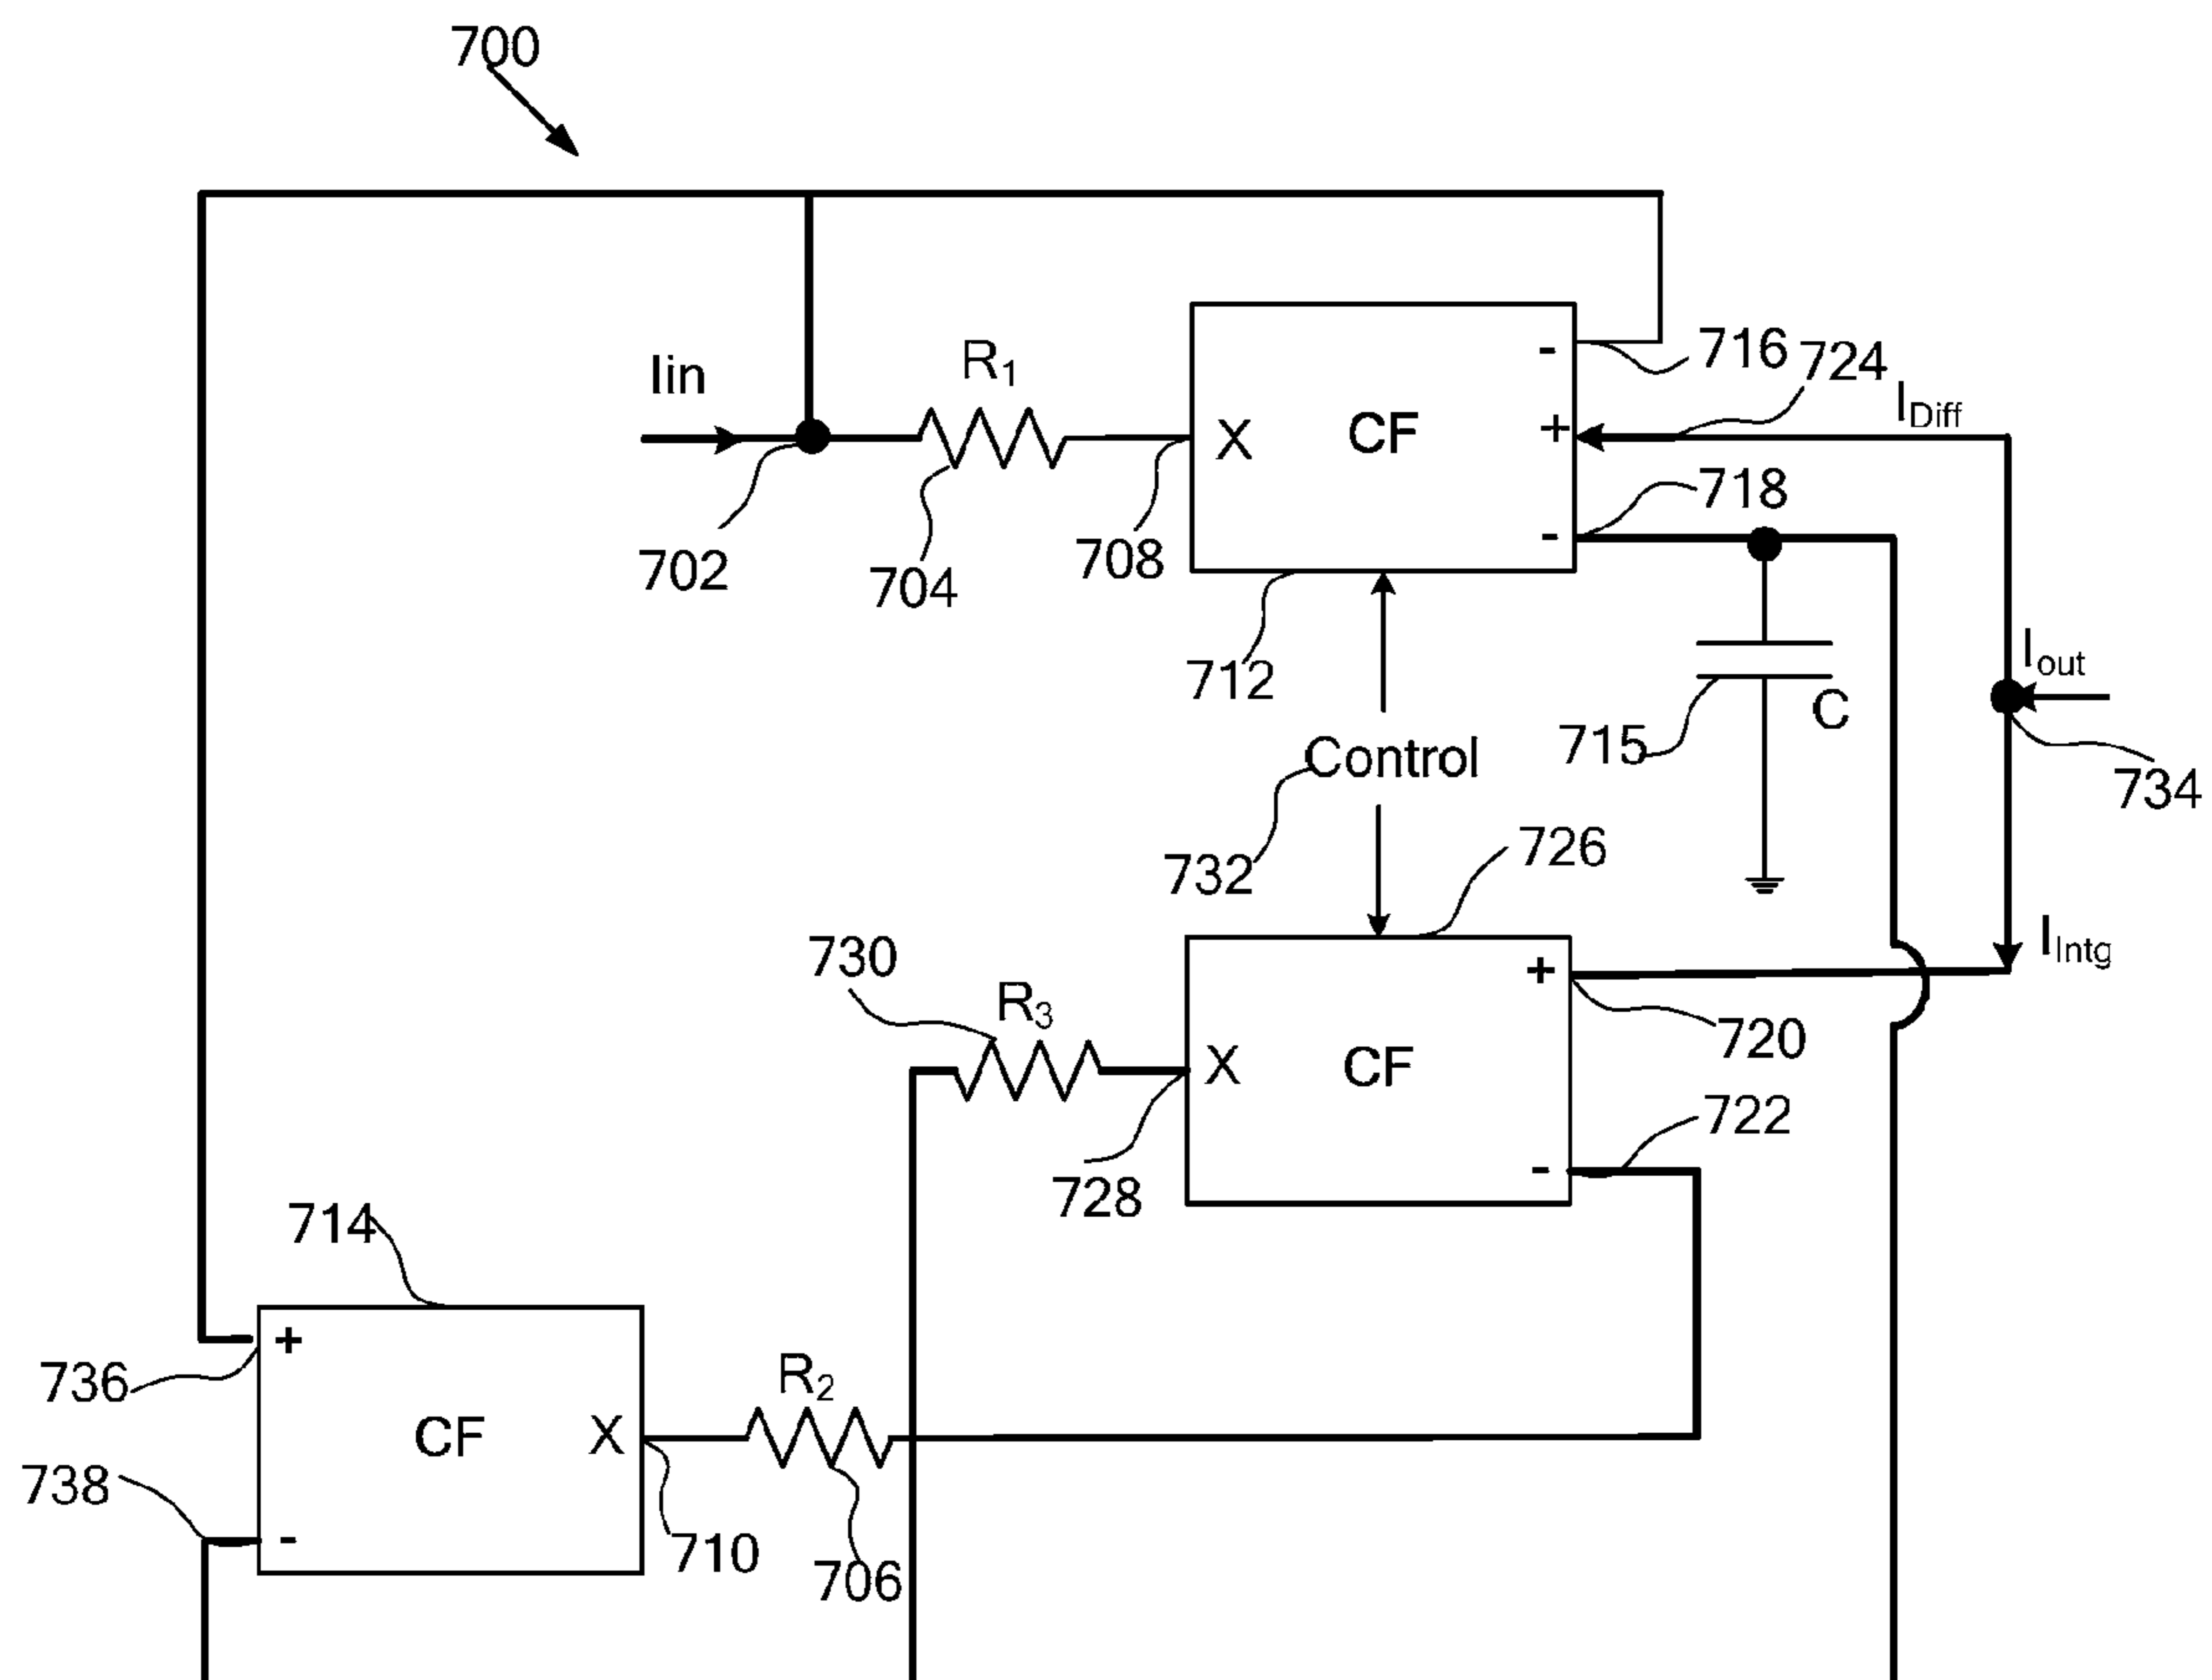 700
Iin
R1
X
CF
-
+
-
716
724
IDiff
718
702
704
708
712
Iout
C
715
734
Control
732
726
730
R3
X
CF
+
-
IIntg
720
722
728
714
+
CF
X
-
736
738
R2
710
706